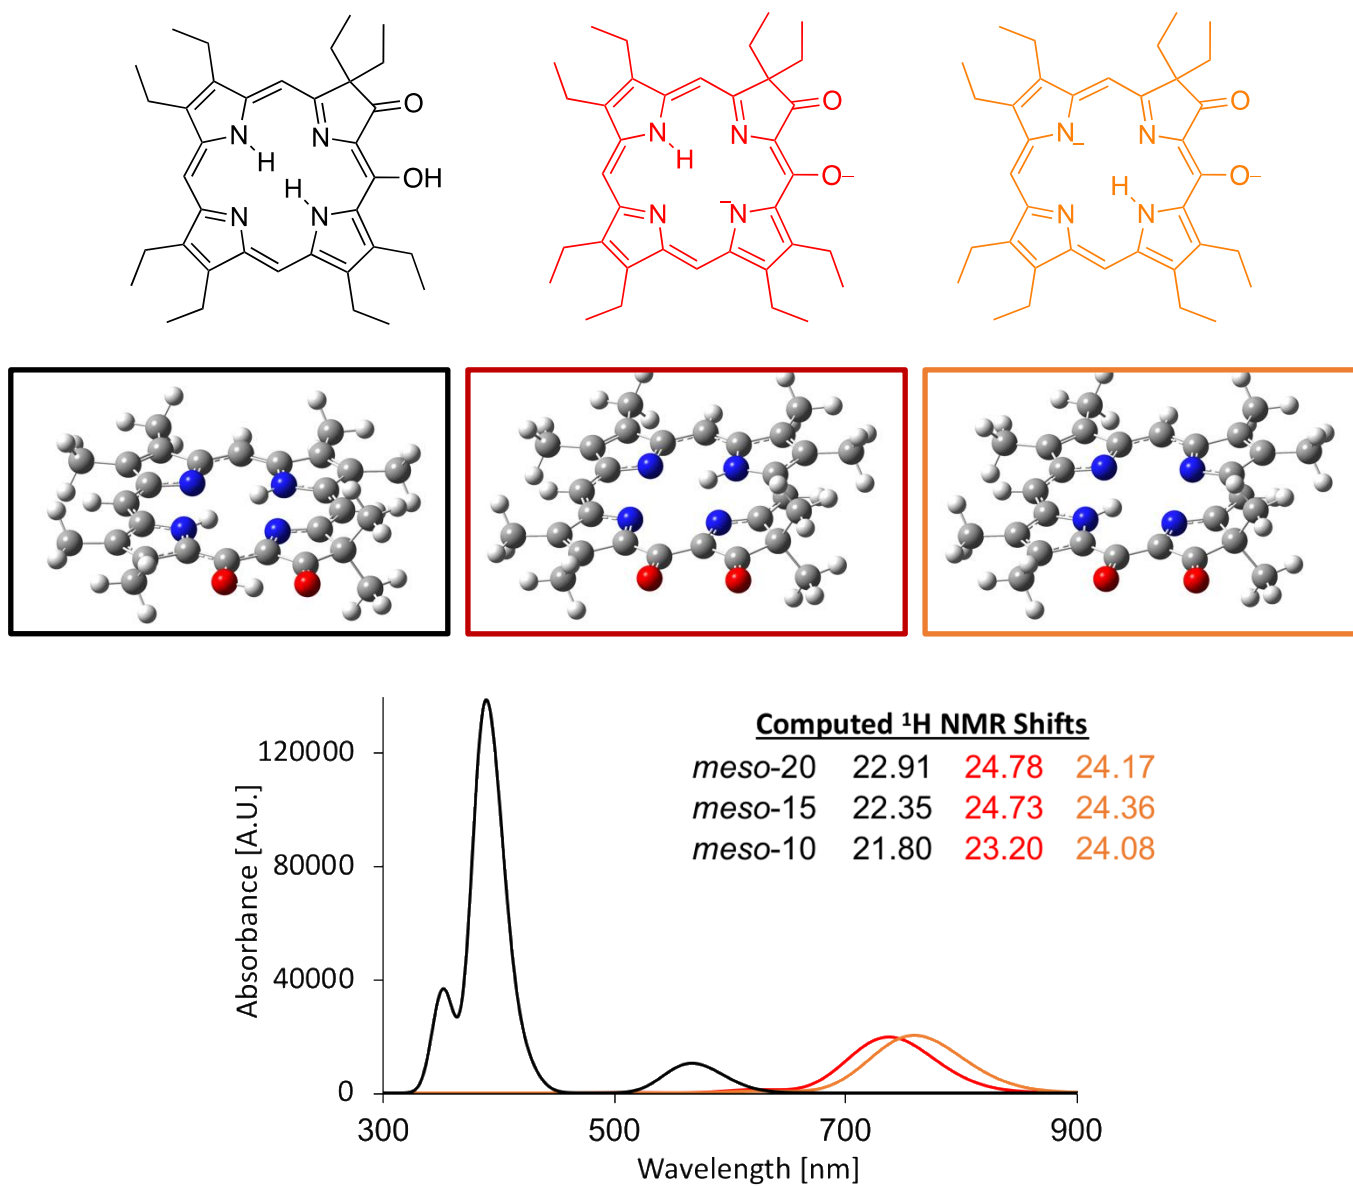 O
N
N
H
H
OH
N
N
O
N
N
H
O–
N
–N
O
N
–
N
H
O–
N
N
Computed ¹H NMR Shifts
meso-20 22.91 24.78 24.17
meso-15 22.35 24.73 24.36
meso-10 21.80 23.20 24.08
120000
80000
40000
0
Absorbance [A.U.]
300 500 700 900
Wavelength [nm]